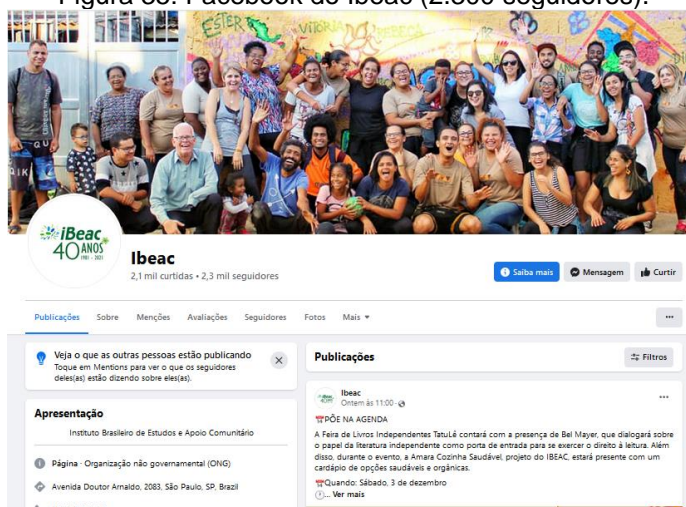 Figura 35: Facebook do Ibeac (2.300 seguidores).
ESTER
VITÓRIA
REBECA
iBeac
40 ANOS
1981 - 2021
Ibeac
2,1 mil curtidas • 2,3 mil seguidores
Saiba mais
Mensagem
Curtir
Publicações
Sobre
Menções
Avaliações
Seguidores
Fotos
Mais
Veja o que as outras pessoas estão publicando
Toque em Mentions para ver o que os seguidores
deles(as) estão dizendo sobre eles(as).
Apresentação
Instituto Brasileiro de Estudos e Apoio Comunitário
Página · Organização não governamental (ONG)
Avenida Doutor Arnaldo, 2083, São Paulo, SP, Brazil
Publicações
Filtros
Ibeac
Ontem às 11:00 ·
PÕE NA AGENDA
A Feira de Livros Independentes TatuLé contará com a presença de Bel Mayer, que dialogará sobre
o papel da literatura independente como porta de entrada para se exercer o direito à leitura. Além
disso, durante o evento, a Amara Cozinha Saudável, projeto do IBEAC, estará presente com um
cardápio de opções saudáveis e orgânicas.
Quando: Sábado, 3 de dezembro
... Ver mais